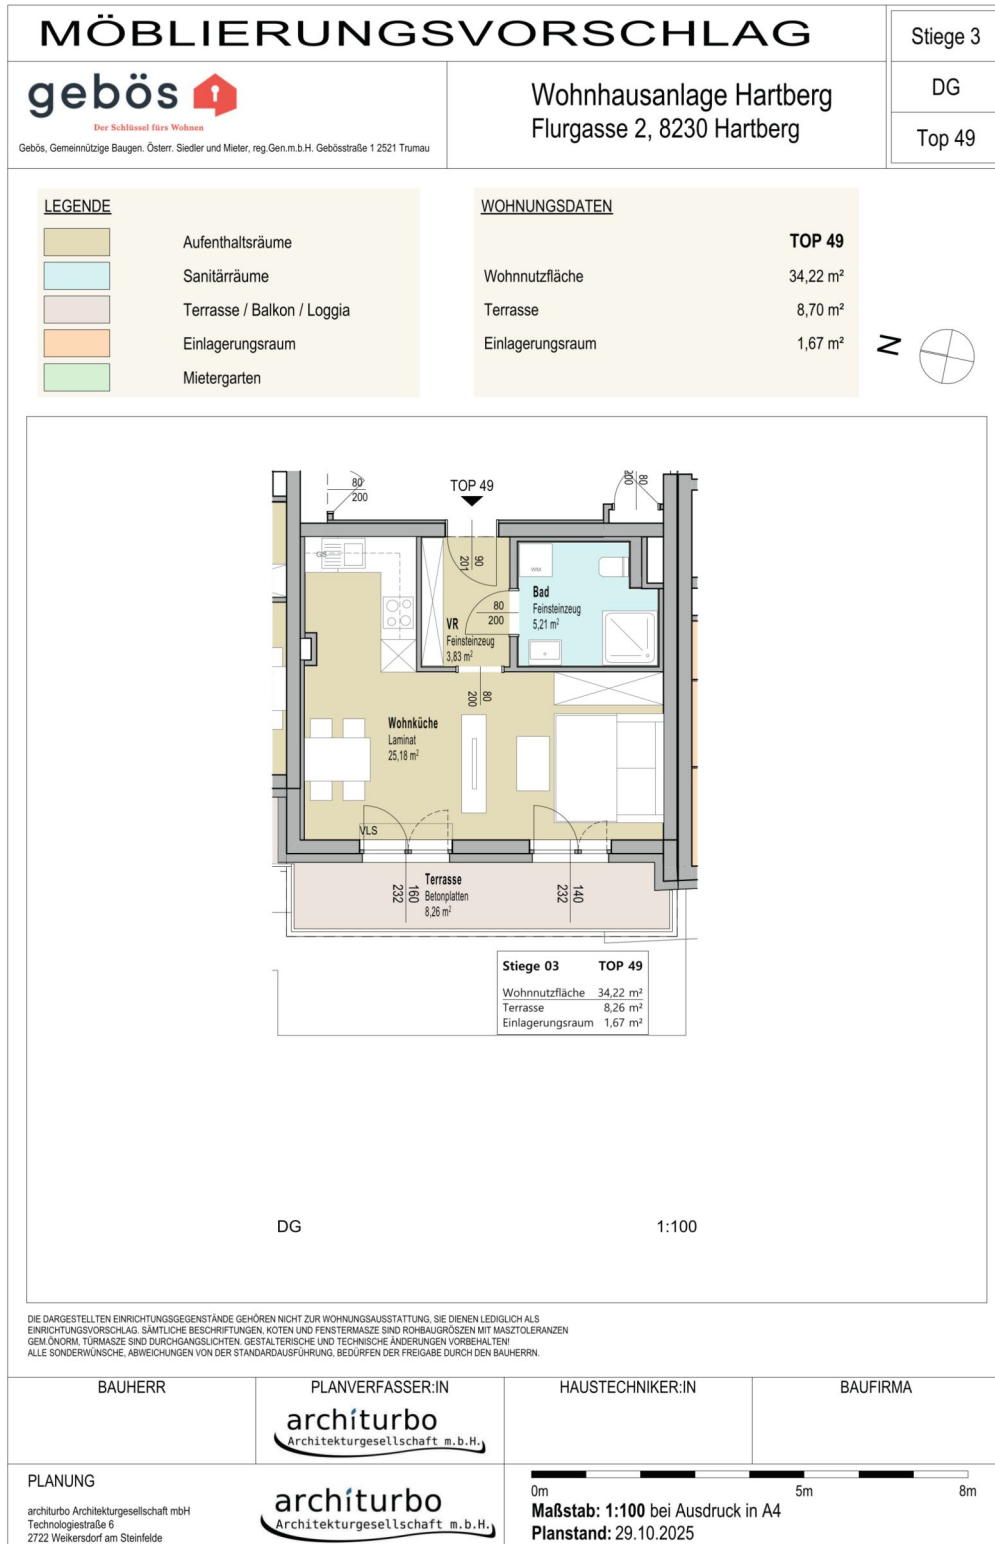 MÖBLIERUNGSVORSCHLAG
Stiege 3
DG
Top 49
gebös
Der Schlüssel fürs Wohnen
Gebös, Gemeinnützige Baugen. Österr. Siedler und Mieter, reg.Gen.m.b.H. Gebösstraße 1 2521 Trumau
Wohnhausanlage Hartberg
Flurgasse 2, 8230 Hartberg
LEGENDE
Aufenthaltsräume
Sanitärräume
Terrasse / Balkon / Loggia
Einlagerungsraum
Mietergarten
WOHNUNGSDATEN
TOP 49
Wohnnutzfläche 34,22 m²
Terrasse 8,70 m²
Einlagerungsraum 1,67 m²
N
80
200
TOP 49
80
200
GS
90
201
WM
Bad
Feinsteinzeug
5,21 m²
80
200
VR
Feinsteinzeug
3,83 m²
80
200
Wohnküche
Laminat
25,18 m²
VLS
160
232
140
232
Terrasse
Betonplatten
8,26 m²
Stiege 03 TOP 49
Wohnnutzfläche 34,22 m²
Terrasse 8,26 m²
Einlagerungsraum 1,67 m²
DG
1:100
DIE DARGESTELLTEN EINRICHTUNGSGEGENSTÄNDE GEHÖREN NICHT ZUR WOHNUNGSAUSSTATTUNG, SIE DIENEN LEDIGLICH ALS
EINRICHTUNGSVORSCHLAG. SÄMTLICHE BESCHRIFTUNGEN, KOTEN UND FENSTERMASZE SIND ROHBAUGRÖSZEN MIT MASZTOLERANZEN
GEM.ÖNORM, TÜRMASZE SIND DURCHGANGSLICHTEN. GESTALTERISCHE UND TECHNISCHE ÄNDERUNGEN VORBEHALTEN!
ALLE SONDERWÜNSCHE, ABWEICHUNGEN VON DER STANDARDAUSFÜHRUNG, BEDÜRFEN DER FREIGABE DURCH DEN BAUHERRN.
BAUHERR
PLANVERFASSER:IN
architurbo
Architekturgesellschaft m.b.H.
HAUSTECHNIKER:IN
BAUFIRMA
PLANUNG
architurbo Architekturgesellschaft mbH
Technologiestraße 6
2722 Weikersdorf am Steinfelde
architurbo
Architekturgesellschaft m.b.H.
0m 5m 8m
Maßstab: 1:100 bei Ausdruck in A4
Planstand: 29.10.2025